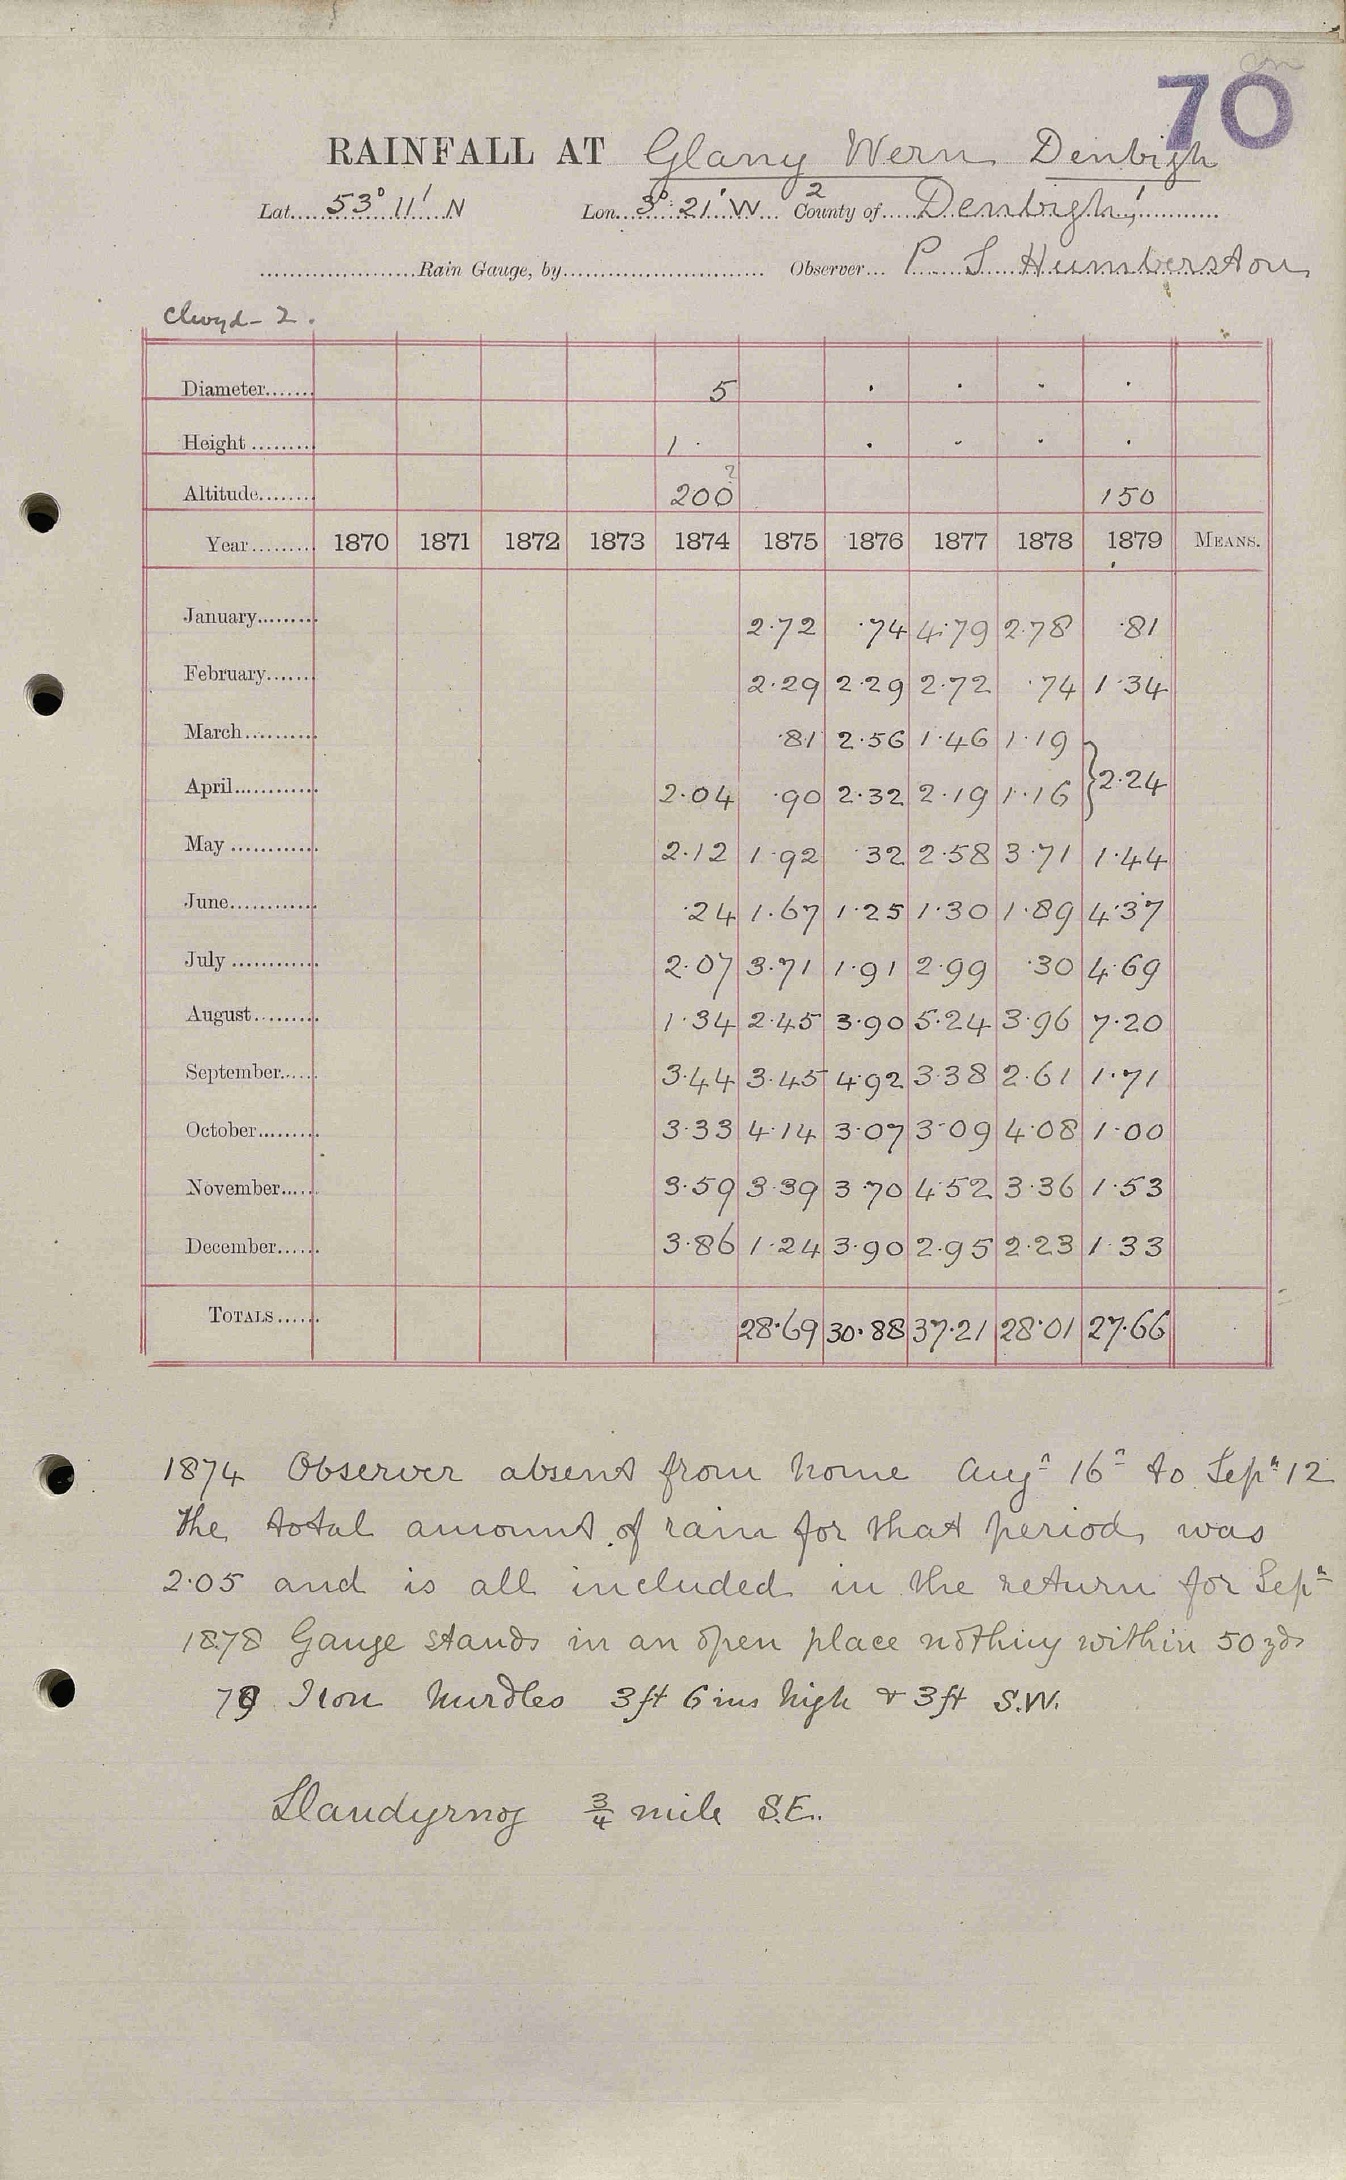 70
RAINFALL AT Glany Wern Denbigh
Lat. 53° 11' N Lon. 3° 21' W 2 County of Denbigh
Rain Gauge, by Observer P S Humberston
Clwyd - 2.
Diameter 5 . . . .
Height 1 . . . . .
Altitude 200? 150
Year 1870 1871 1872 1873 1874 1875 1876 1877 1878 1879 MEANS.
January 2.72 .74 4.79 2.78 .81
February 2.29 2.29 2.72 .74 1.34
March .81 2.56 1.46 1.19
April 2.04 .90 2.32 2.19 1.16 } 2.24
May 2.12 1.92 .32 2.58 3.71 1.44
June .24 1.67 1.25 1.30 1.89 4.37
July 2.07 3.71 1.91 2.99 .30 4.69
August 1.34 2.45 3.90 5.24 3.96 7.20
September 3.44 3.45 4.92 3.38 2.61 1.71
October 3.33 4.14 3.07 3.09 4.08 1.00
November 3.59 3.39 3.70 4.52 3.36 1.53
December 3.86 1.24 3.90 2.95 2.23 1.33
TOTALS 28.69 30.88 37.21 28.01 27.66
1874 Observer absent from home Augt 16th to Sepr 12
the total amount of rain for that period, was
2.05 and is all included in the return for Sepr
1878 Gauge stands in an open place nothing within 50 yds
79 Iron hurdles 3 ft 6 ins high & 3 ft S.W.
Llandyrnog ¾ mile S.E.